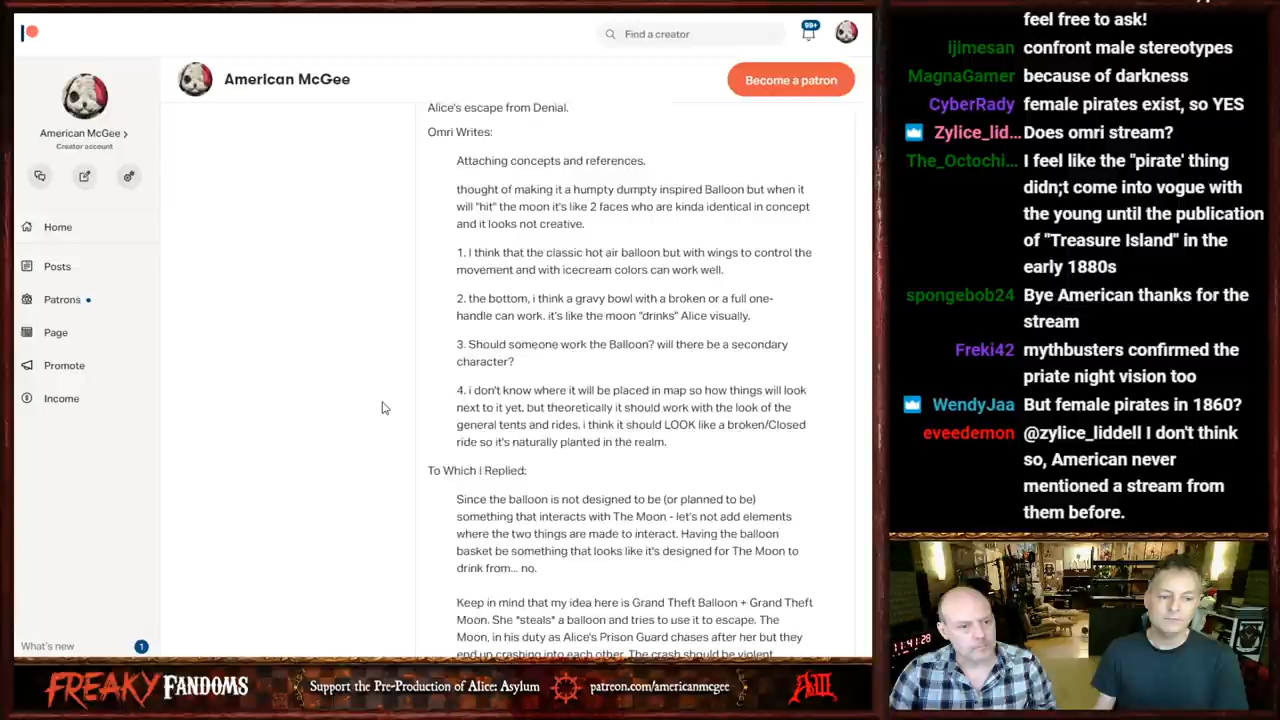 Find a creator
99+
American McGee
Become a patron
American McGee
Creator account
Home
Posts
Patrons
Page
Promote
Income
What's new
1
Alice's escape from Denial.
Omri Writes:
Attaching concepts and references.
thought of making it a humpty dumpty inspired Balloon but when it
will "hit" the moon it's like 2 faces who are kinda identical in concept
and it looks not creative.
1. I think that the classic hot air balloon but with wings to control the
movement and with icecream colors can work well.
2. the bottom, i think a gravy bowl with a broken or a full one-
handle can work. it's like the moon "drinks" Alice visually.
3. Should someone work the Balloon? will there be a secondary
character?
4. i don't know where it will be placed in map so how things will look
next to it yet. but theoretically it should work with the look of the
general tents and rides. i think it should LOOK like a broken/Closed
ride so it's naturally planted in the realm.
To Which I Replied:
Since the balloon is not designed to be (or planned to be)
something that interacts with The Moon - let's not add elements
where the two things are made to interact. Having the balloon
basket be something that looks like it's designed for The Moon to
drink from... no.
Keep in mind that my idea here is Grand Theft Balloon + Grand Theft
Moon. She *steals* a balloon and tries to use it to escape. The
Moon, in his duty as Alice's Prison Guard chases after her but they
end up crashing into each other. The crash should be violent
feel free to ask!
ijimesan confront male stereotypes
MagnaGamer because of darkness
CyberRady female pirates exist, so YES
Zylice_lid... Does omri stream?
The_Octochi... I feel like the "pirate' thing
didn;t come into vogue with
the young until the publication
of "Treasure Island" in the
early 1880s
spongebob24 Bye American thanks for the
stream
Freki42 mythbusters confirmed the
priate night vision too
WendyJaa But female pirates in 1860?
eveedemon @zylice_liddell I don't think
so, American never
mentioned a stream from
them before.
FREAKY FANDOMS
Support the Pre-Production of Alice: Asylum
patreon.com/americanmcgee